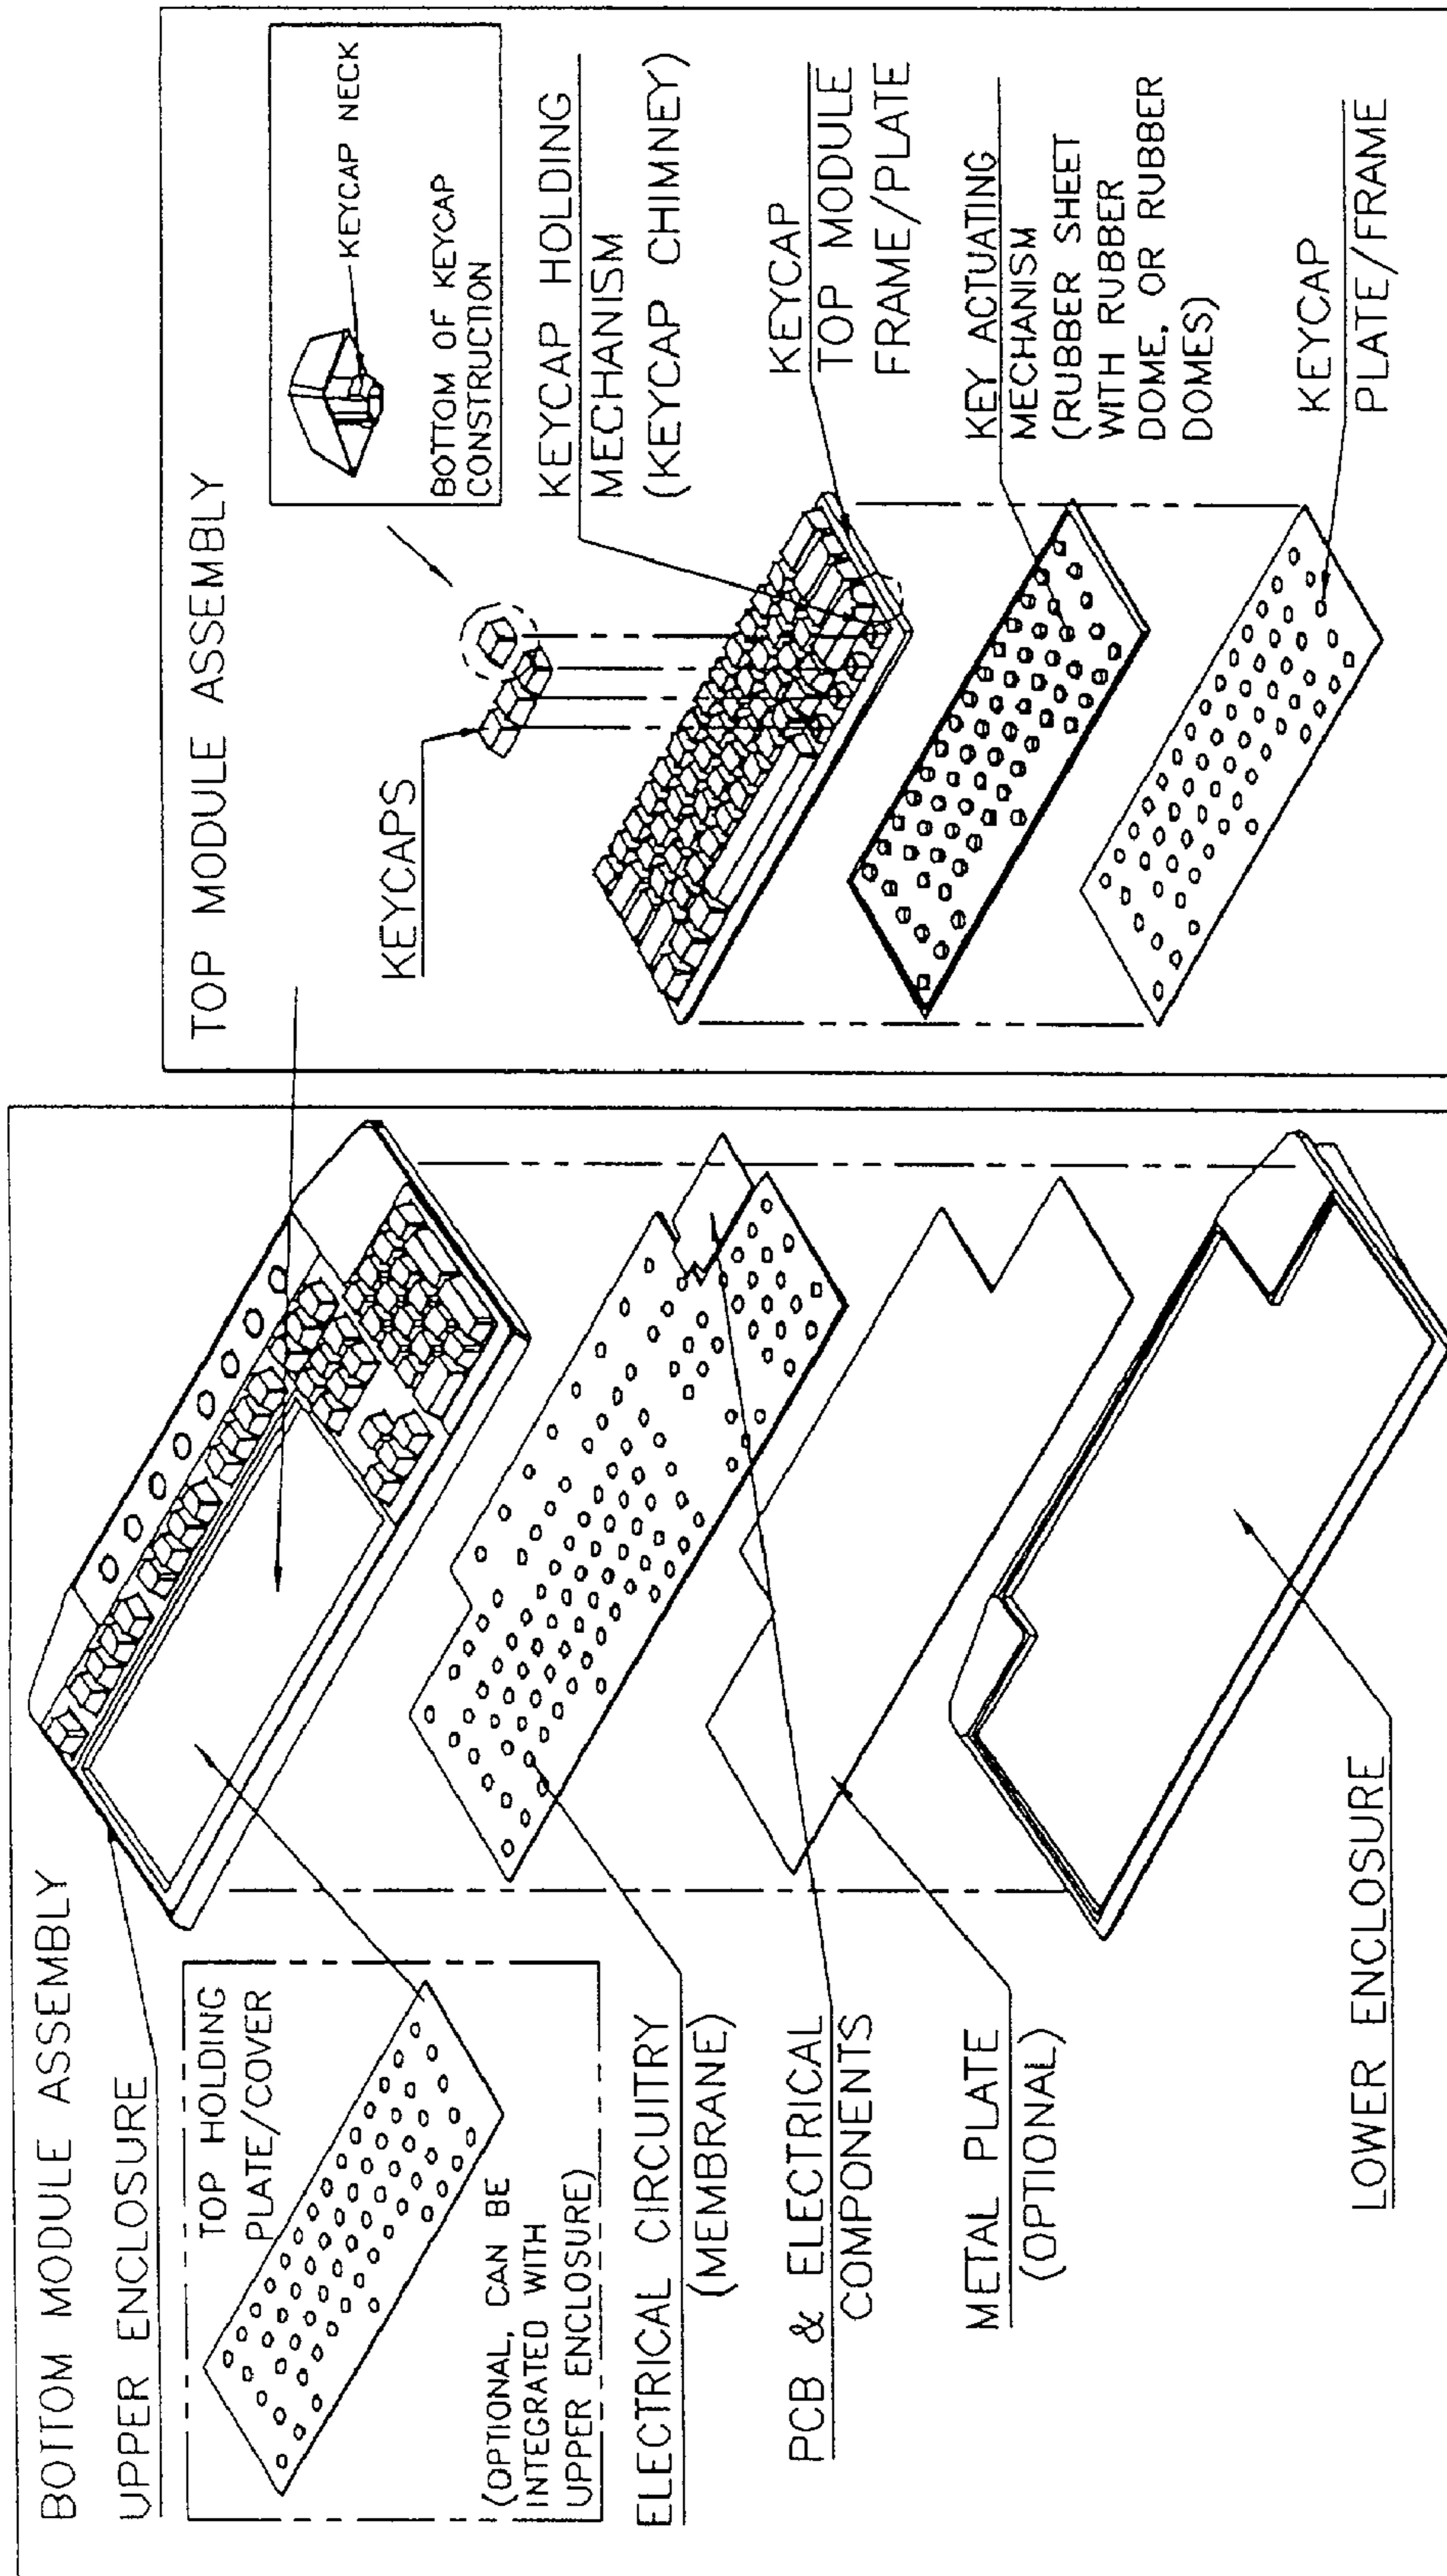 BOTTOM MODULE ASSEMBLY
UPPER ENCLOSURE
TOP HOLDING
PLATE/COVER
(OPTIONAL, CAN BE
INTEGRATED WITH
UPPER ENCLOSURE)
ELECTRICAL CIRCUITRY
(MEMBRANE)
PCB & ELECTRICAL
COMPONENTS
METAL PLATE
(OPTIONAL)
LOWER ENCLOSURE
TOP MODULE ASSEMBLY
KEYCAPS
KEYCAP NECK
BOTTOM OF KEYCAP
CONSTRUCTION
KEYCAP HOLDING
MECHANISM
(KEYCAP CHIMNEY)
KEYCAP
TOP MODULE
FRAME/PLATE
KEY ACTUATING
MECHANISM
(RUBBER SHEET
WITH RUBBER
DOME, OR RUBBER
DOMES)
KEYCAP
PLATE/FRAME